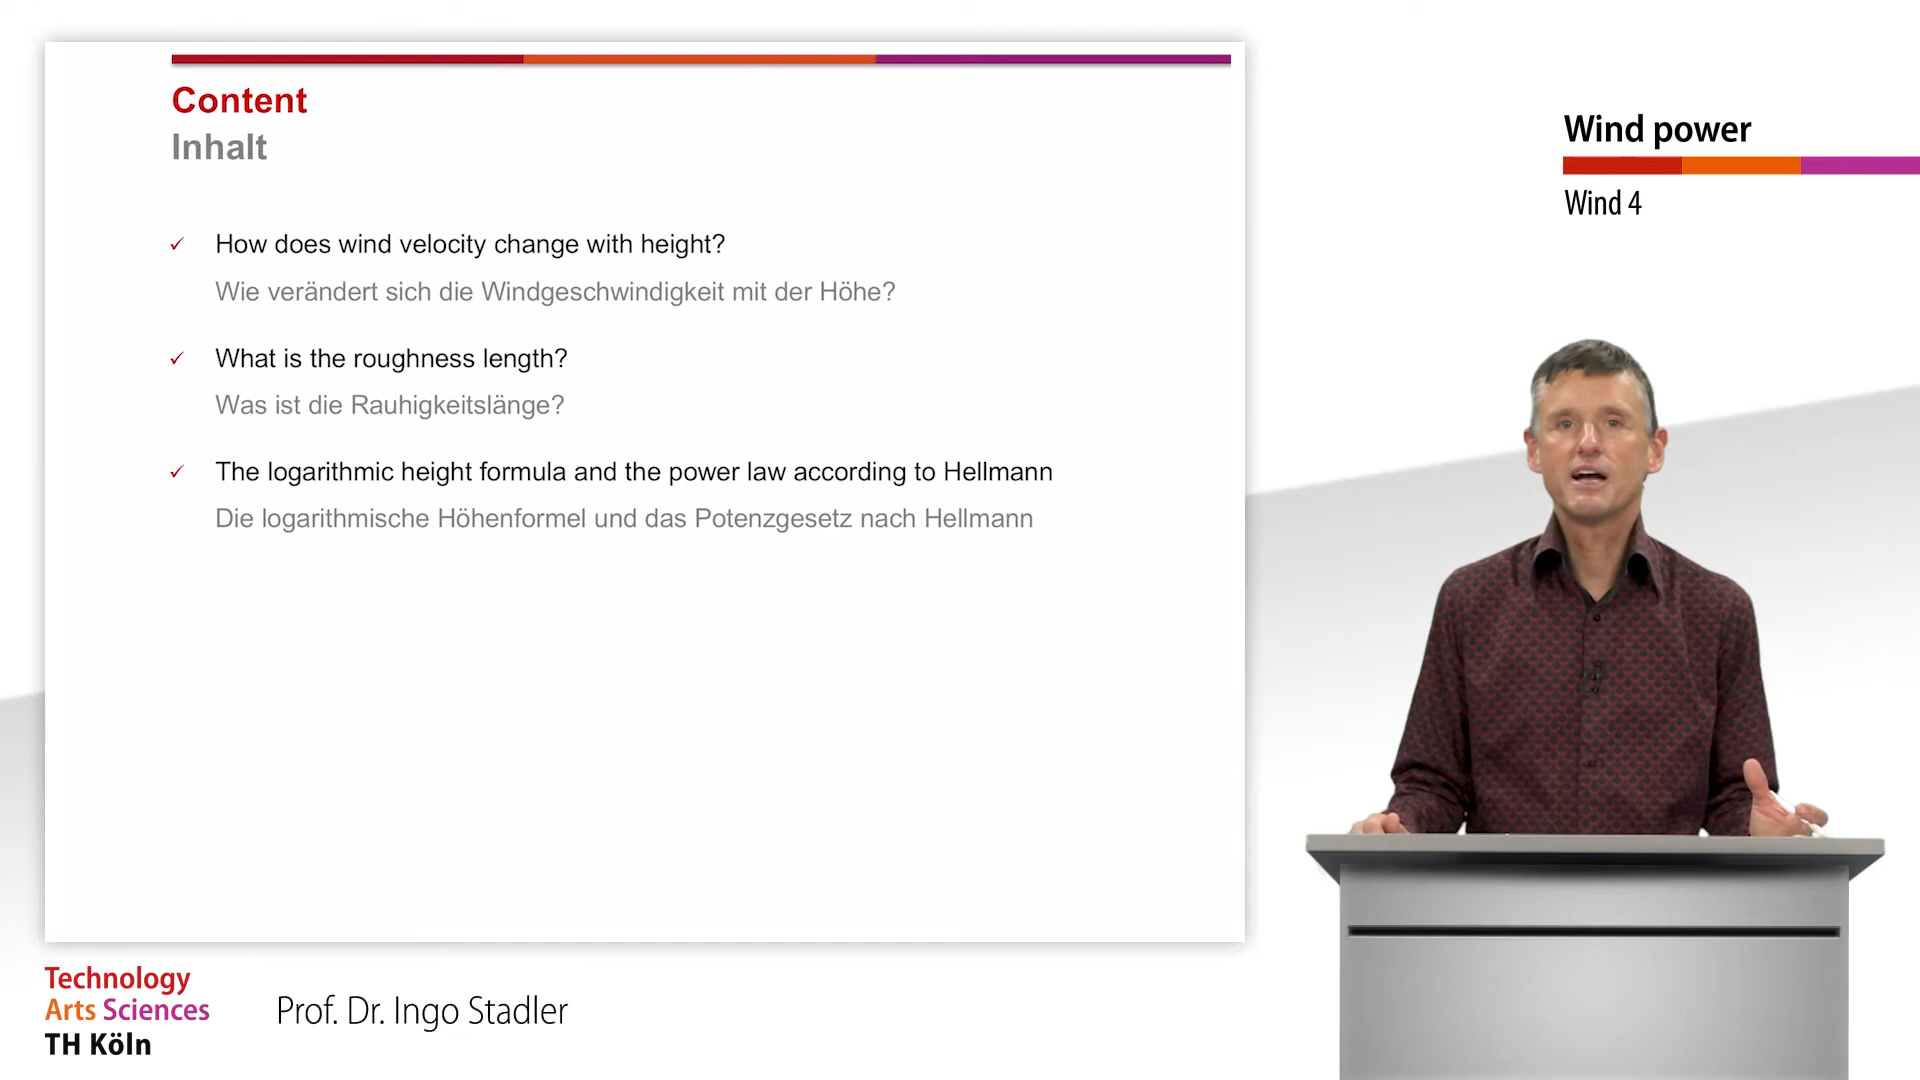 Content
Inhalt
How does wind velocity change with height?
Wie verändert sich die Windgeschwindigkeit mit der Höhe?
What is the roughness length?
Was ist die Rauhigkeitslänge?
The logarithmic height formula and the power law according to Hellmann
Die logarithmische Höhenformel und das Potenzgesetz nach Hellmann
Wind power
Wind 4
Technology
Arts Sciences
TH Köln
Prof. Dr. Ingo Stadler